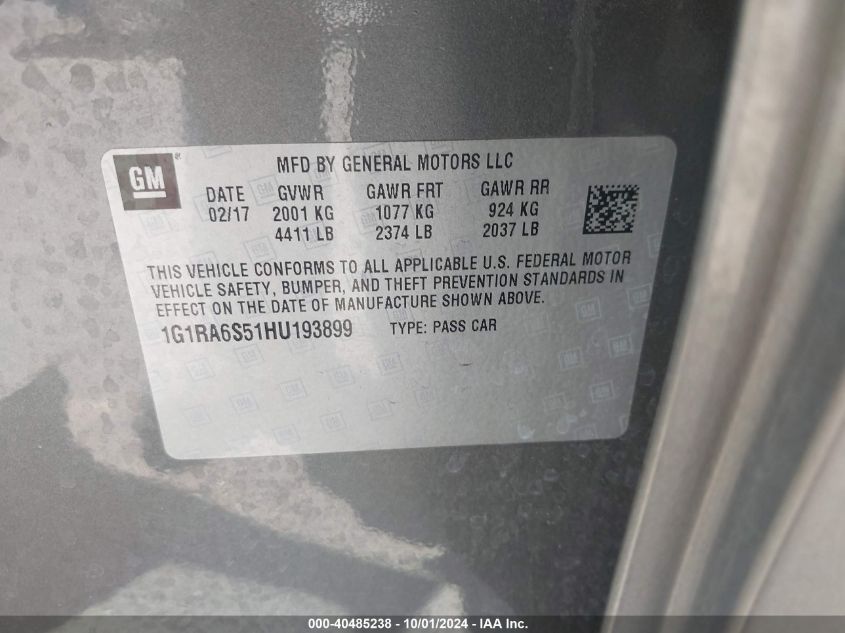 GM
MFD BY GENERAL MOTORS LLC
DATE GVWR GAWR FRT GAWR RR
02/17 2001 KG 1077 KG 924 KG
4411 LB 2374 LB 2037 LB
THIS VEHICLE CONFORMS TO ALL APPLICABLE U.S. FEDERAL MOTOR
VEHICLE SAFETY, BUMPER, AND THEFT PREVENTION STANDARDS IN
EFFECT ON THE DATE OF MANUFACTURE SHOWN ABOVE.
1G1RA6S51HU193899 TYPE: PASS CAR
000-40485238 - 10/01/2024 - IAA Inc.